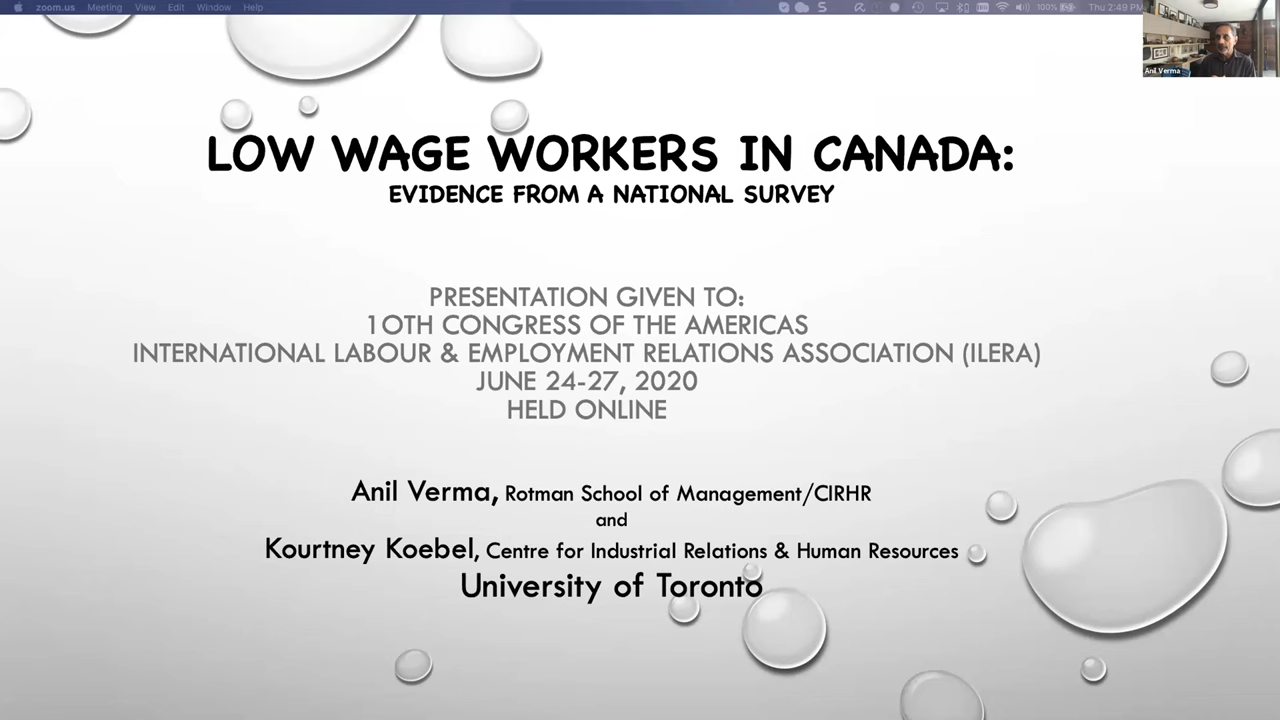 zoom.us Meeting View Edit Window Help 100% Thu 2:49 PM
Anil Verma
LOW WAGE WORKERS IN CANADA:
EVIDENCE FROM A NATIONAL SURVEY
PRESENTATION GIVEN TO:
10TH CONGRESS OF THE AMERICAS
INTERNATIONAL LABOUR & EMPLOYMENT RELATIONS ASSOCIATION (ILERA)
JUNE 24-27, 2020
HELD ONLINE
Anil Verma, Rotman School of Management/CIRHR
and
Kourtney Koebel, Centre for Industrial Relations & Human Resources
University of Toronto